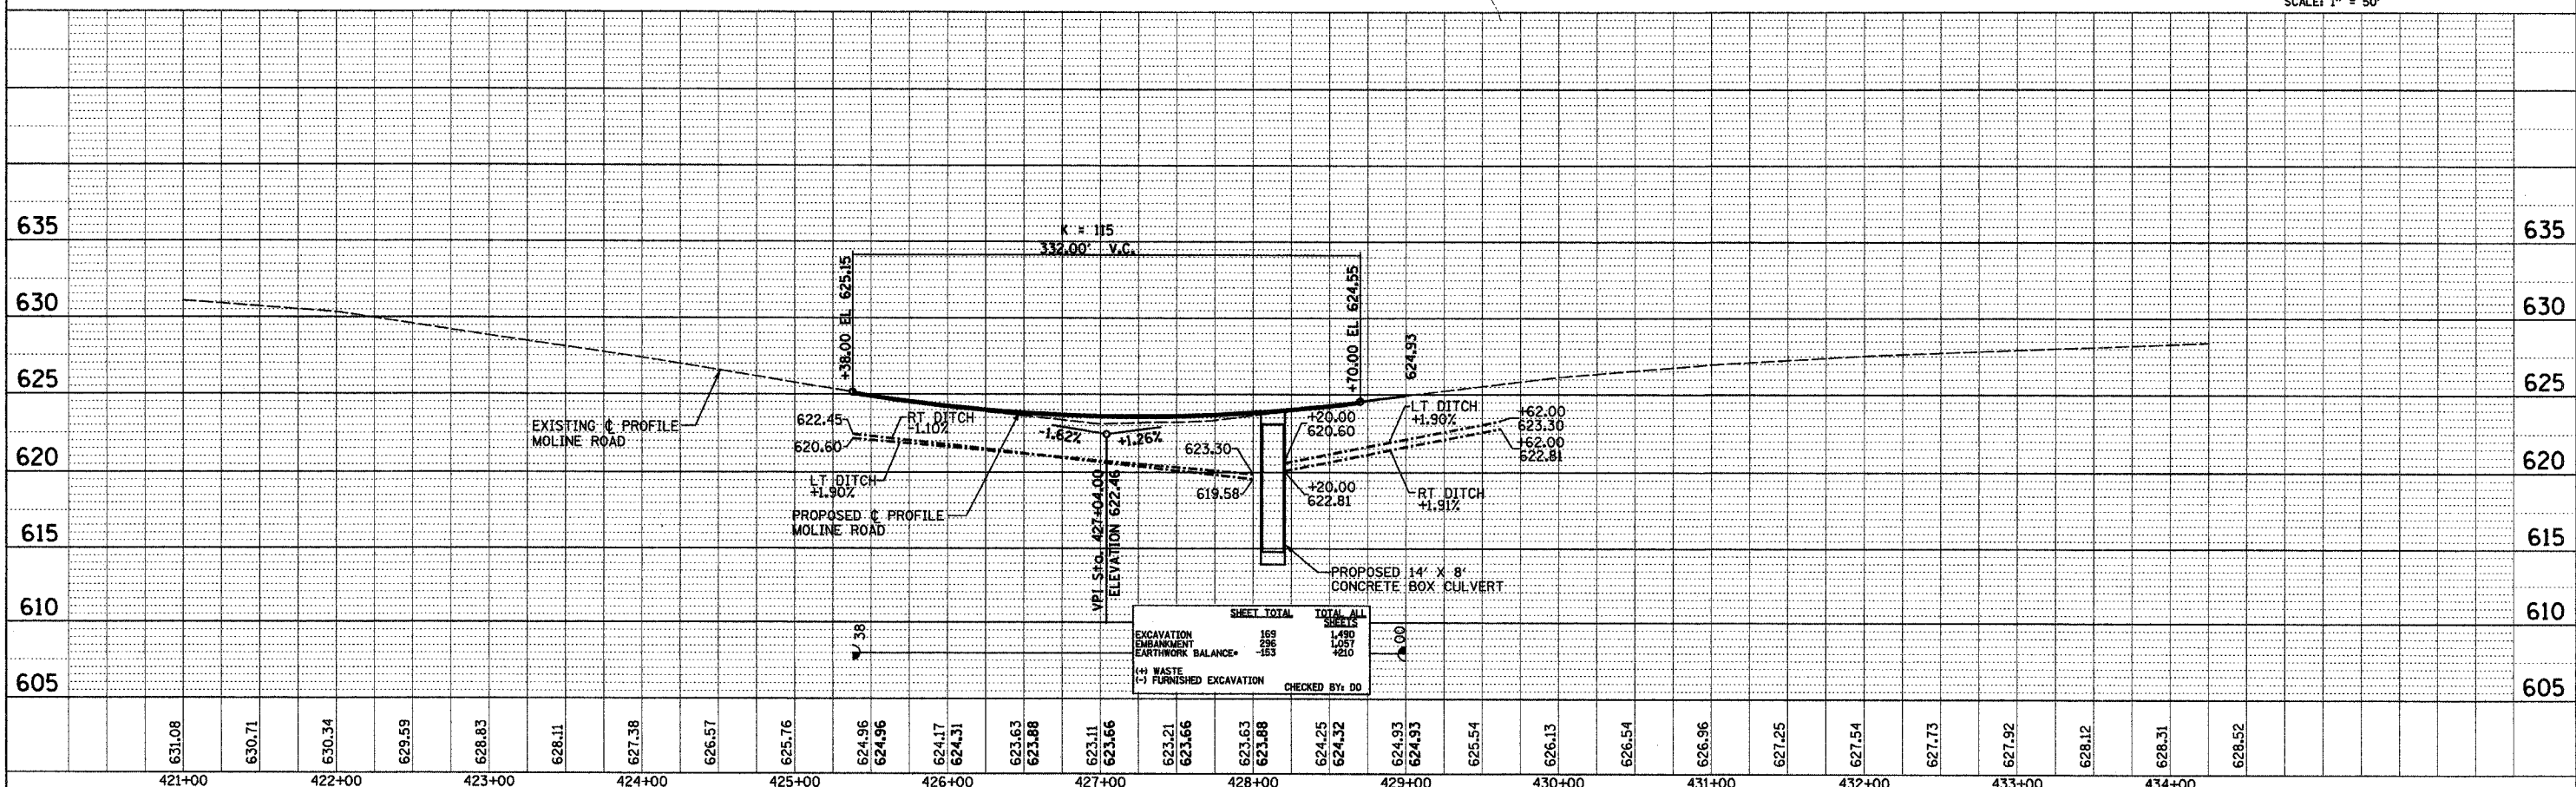 SCALE: 1" = 50'
635
635
630
630
625
625
620
620
615
615
610
610
605
605
K = 115
332.00' V.C.
+38.00 EL 625.15
+70.00 EL 624.55
624.93
EXISTING ℄ PROFILE
MOLINE ROAD
622.45
620.60
RT DITCH
-1.10%
LT DITCH
+1.90%
PROPOSED ℄ PROFILE
MOLINE ROAD
-1.62%
+1.26%
VPI Sta. 427+04.00
ELEVATION 622.46
623.30
619.58
+20.00
620.60
+20.00
622.81
LT DITCH
+1.90%
+62.00
623.30
+62.00
622.81
RT DITCH
+1.91%
PROPOSED 14' X 8'
CONCRETE BOX CULVERT
38
00
SHEET TOTAL TOTAL ALL
SHEETS
EXCAVATION 169 1,490
EMBANKMENT 296 1,057
EARTHWORK BALANCE* -153 +210
(+) WASTE
(-) FURNISHED EXCAVATION
CHECKED BY: DO
631.08
630.71
630.34
629.59
628.83
628.11
627.38
626.57
625.76
624.96
624.96
624.17
624.31
623.63
623.88
623.11
623.66
623.21
623.66
623.63
623.88
624.25
624.32
624.93
624.93
625.54
626.13
626.54
626.96
627.25
627.54
627.73
627.92
628.12
628.31
628.52
421+00 422+00 423+00 424+00 425+00 426+00 427+00 428+00 429+00 430+00 431+00 432+00 433+00 434+00